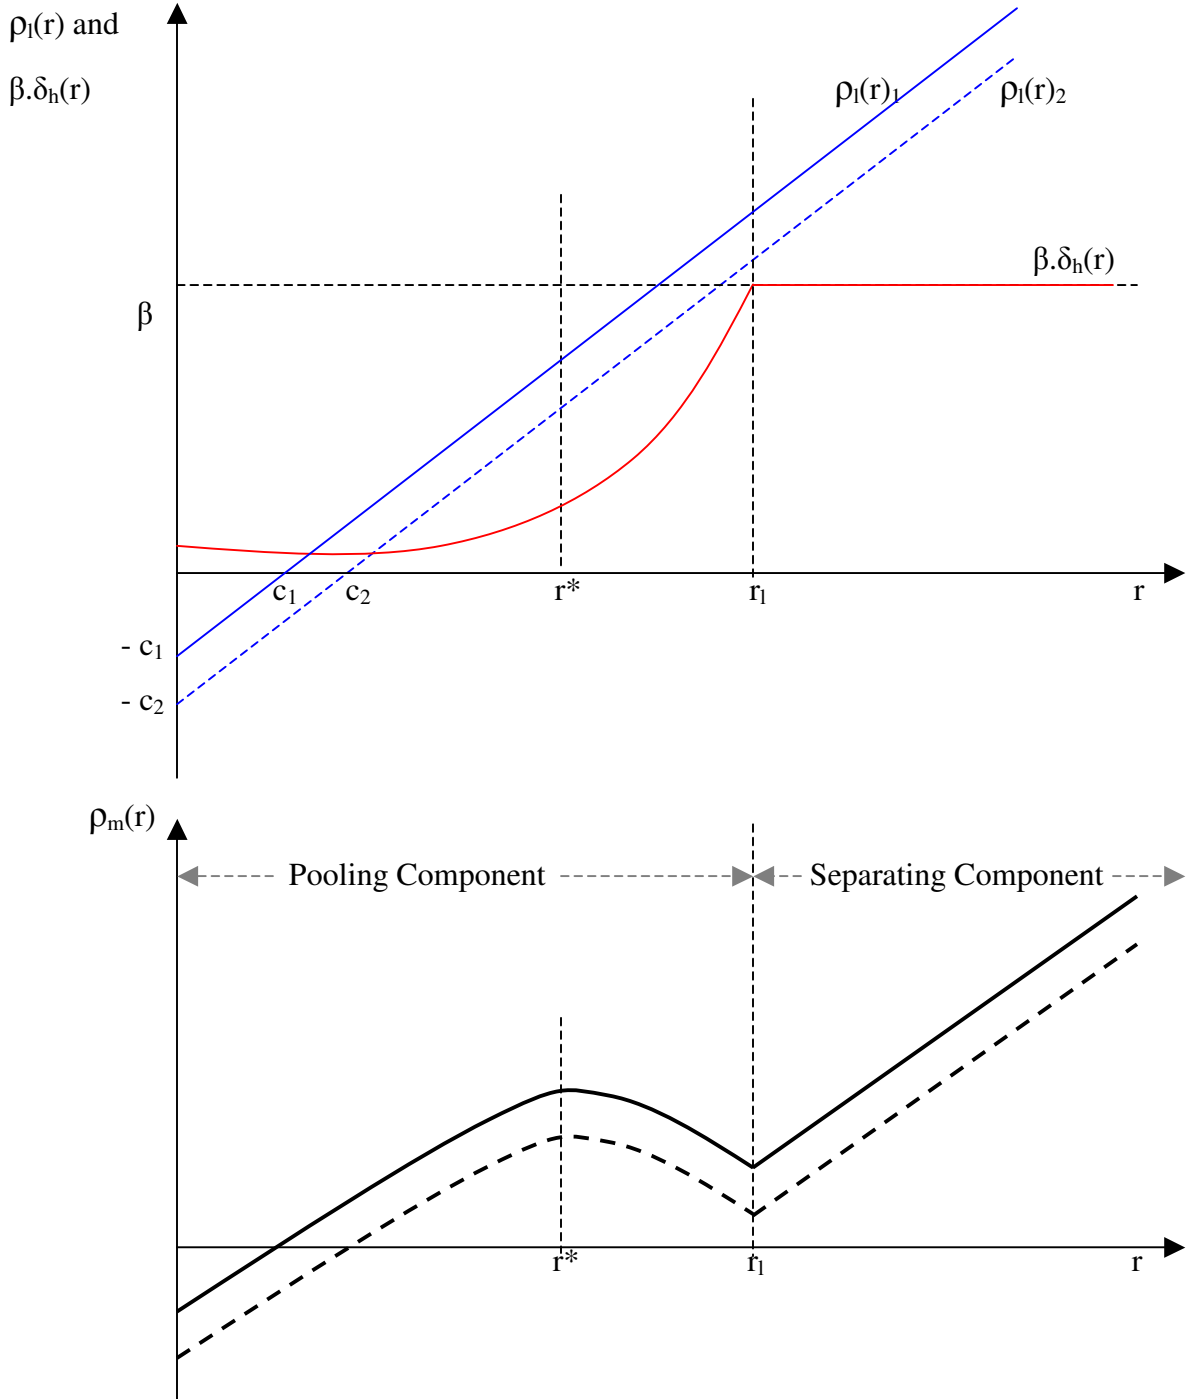 ρₗ(r) and
β.δₕ(r)
ρₗ(r)₁
ρₗ(r)₂
β.δₕ(r)
β
c₁
c₂
r*
rₗ
r
- c₁
- c₂
ρₘ(r)
Pooling Component
Separating Component
r*
rₗ
r